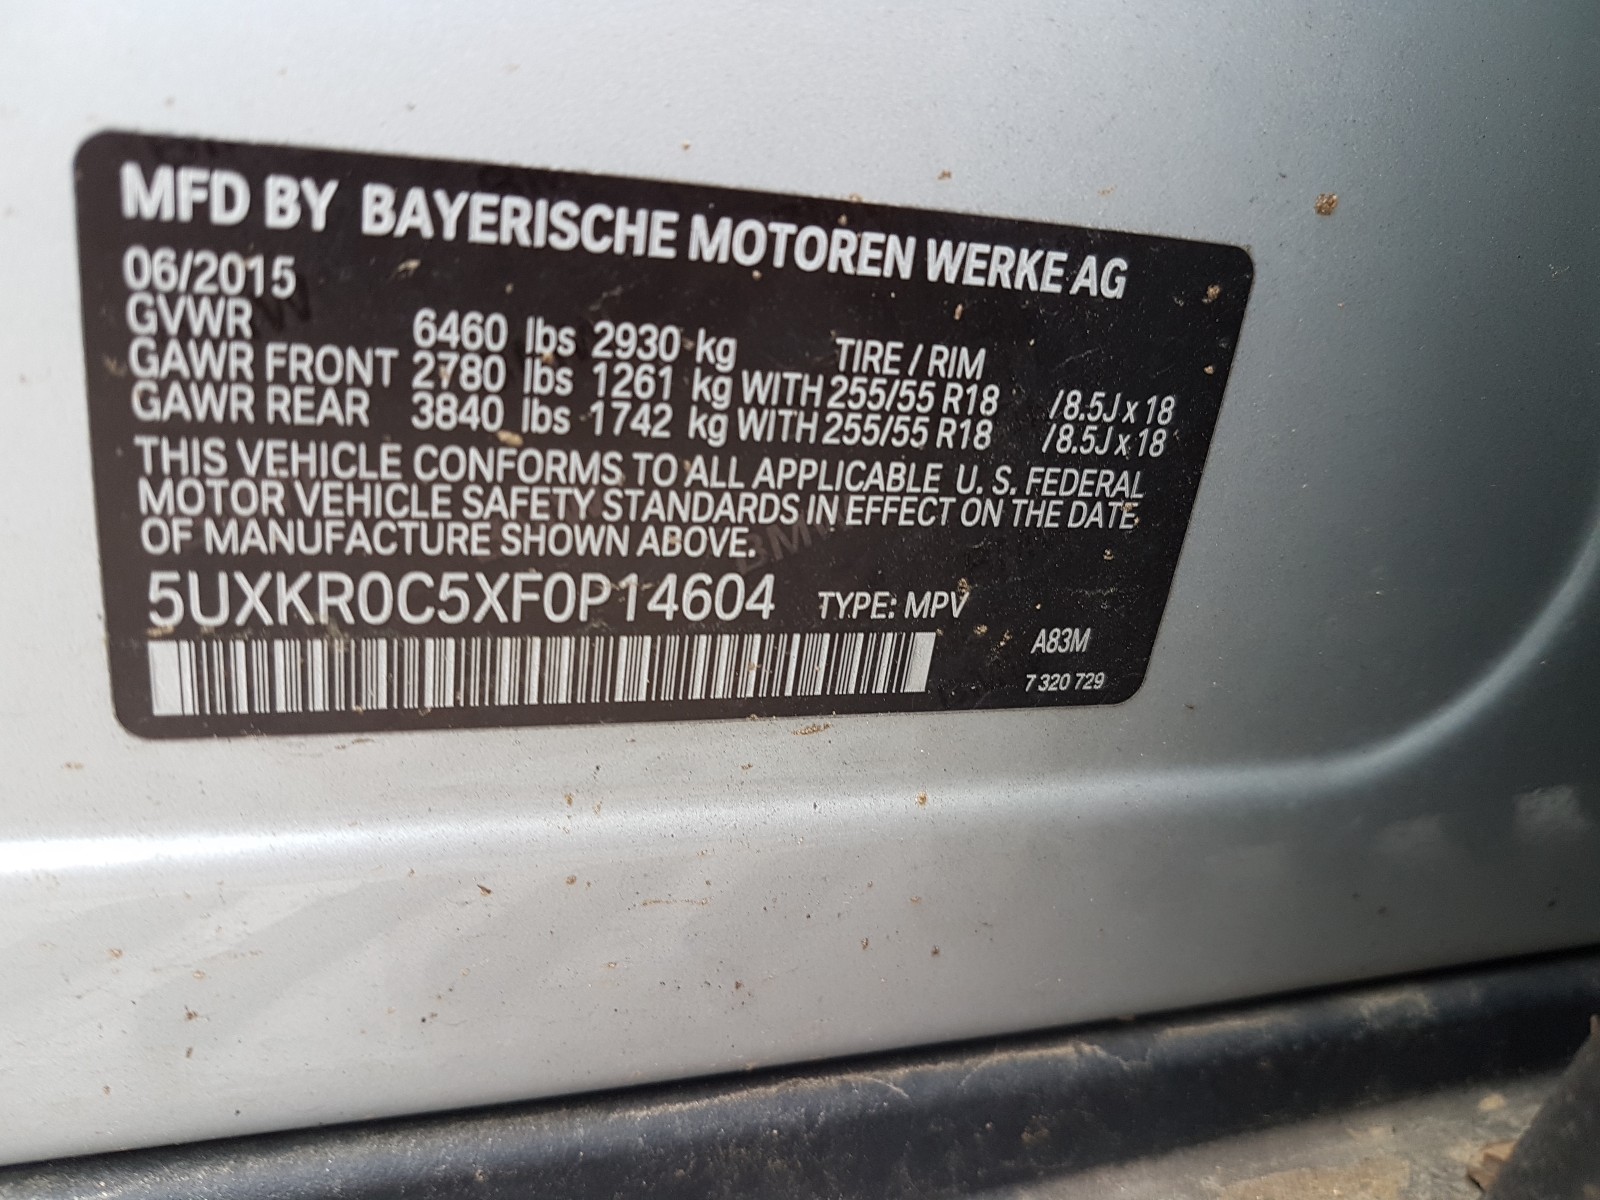 MFD BY BAYERISCHE MOTOREN WERKE AG
06/2015
GVWR 6460 lbs 2930 kg TIRE / RIM
GAWR FRONT 2780 lbs 1261 kg WITH 255/55 R18 /8.5J x 18
GAWR REAR 3840 lbs 1742 kg WITH 255/55 R18 /8.5J x 18
THIS VEHICLE CONFORMS TO ALL APPLICABLE U. S. FEDERAL
MOTOR VEHICLE SAFETY STANDARDS IN EFFECT ON THE DATE
OF MANUFACTURE SHOWN ABOVE.
5UXKR0C5XF0P14604 TYPE: MPV
A83M
7 320 729